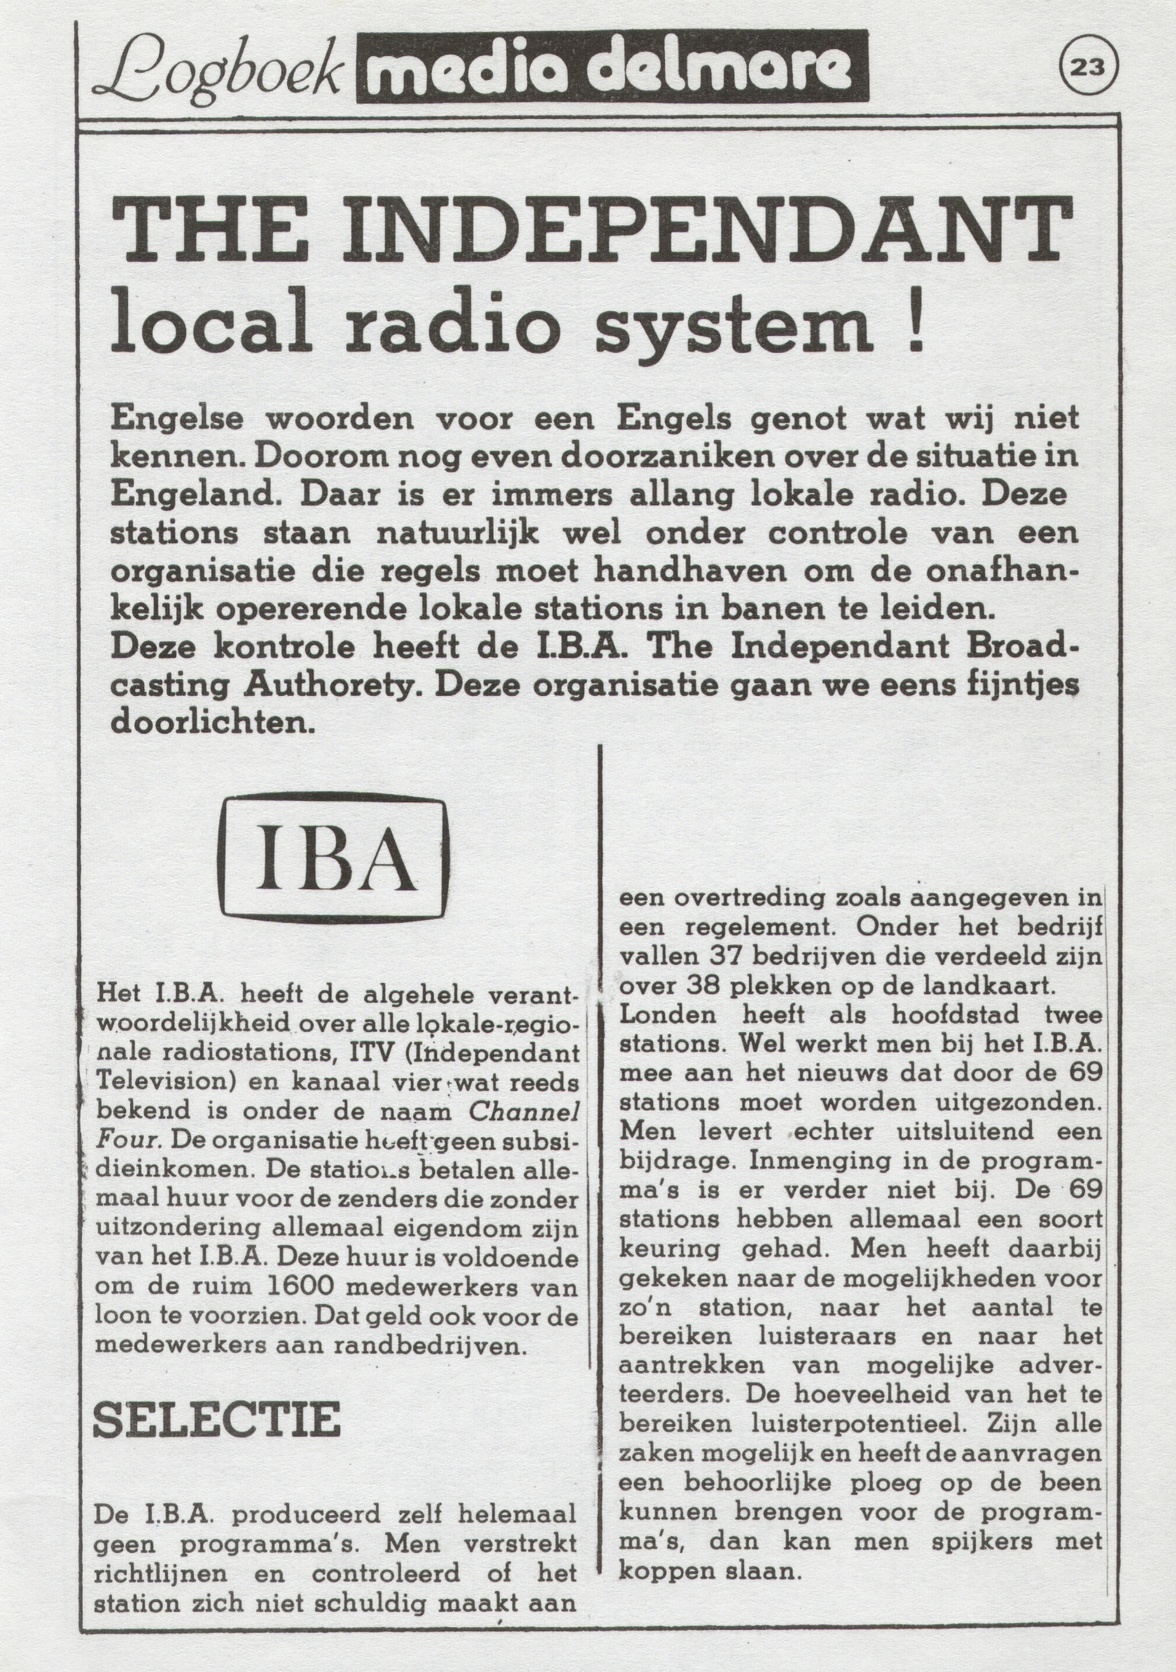 Logboek media delmare
23
THE INDEPENDANT
local radio system !
Engelse woorden voor een Engels genot wat wij niet
kennen. Doorom nog even doorzaniken over de situatie in
Engeland. Daar is er immers allang lokale radio. Deze
stations staan natuurlijk wel onder controle van een
organisatie die regels moet handhaven om de onafhan-
kelijk opererende lokale stations in banen te leiden.
Deze kontrole heeft de I.B.A. The Independant Broad-
casting Authorety. Deze organisatie gaan we eens fijntjes
doorlichten.
IBA
Het I.B.A. heeft de algehele verant-
woordelijkheid over alle lokale-regio-
nale radiostations, ITV (Independant
Television) en kanaal vier wat reeds
bekend is onder de naam Channel
Four. De organisatie heeft geen subsi-
dieinkomen. De stations betalen alle-
maal huur voor de zenders die zonder
uitzondering allemaal eigendom zijn
van het I.B.A. Deze huur is voldoende
om de ruim 1600 medewerkers van
loon te voorzien. Dat geld ook voor de
medewerkers aan randbedrijven.
SELECTIE
De I.B.A. produceerd zelf helemaal
geen programma's. Men verstrekt
richtlijnen en controleerd of het
station zich niet schuldig maakt aan
een overtreding zoals aangegeven in
een regelement. Onder het bedrijf
vallen 37 bedrijven die verdeeld zijn
over 38 plekken op de landkaart.
Londen heeft als hoofdstad twee
stations. Wel werkt men bij het I.B.A.
mee aan het nieuws dat door de 69
stations moet worden uitgezonden.
Men levert echter uitsluitend een
bijdrage. Inmenging in de program-
ma's is er verder niet bij. De 69
stations hebben allemaal een soort
keuring gehad. Men heeft daarbij
gekeken naar de mogelijkheden voor
zo'n station, naar het aantal te
bereiken luisteraars en naar het
aantrekken van mogelijke adver-
teerders. De hoeveelheid van het te
bereiken luisterpotentieel. Zijn alle
zaken mogelijk en heeft de aanvragen
een behoorlijke ploeg op de been
kunnen brengen voor de program-
ma's, dan kan men spijkers met
koppen slaan.